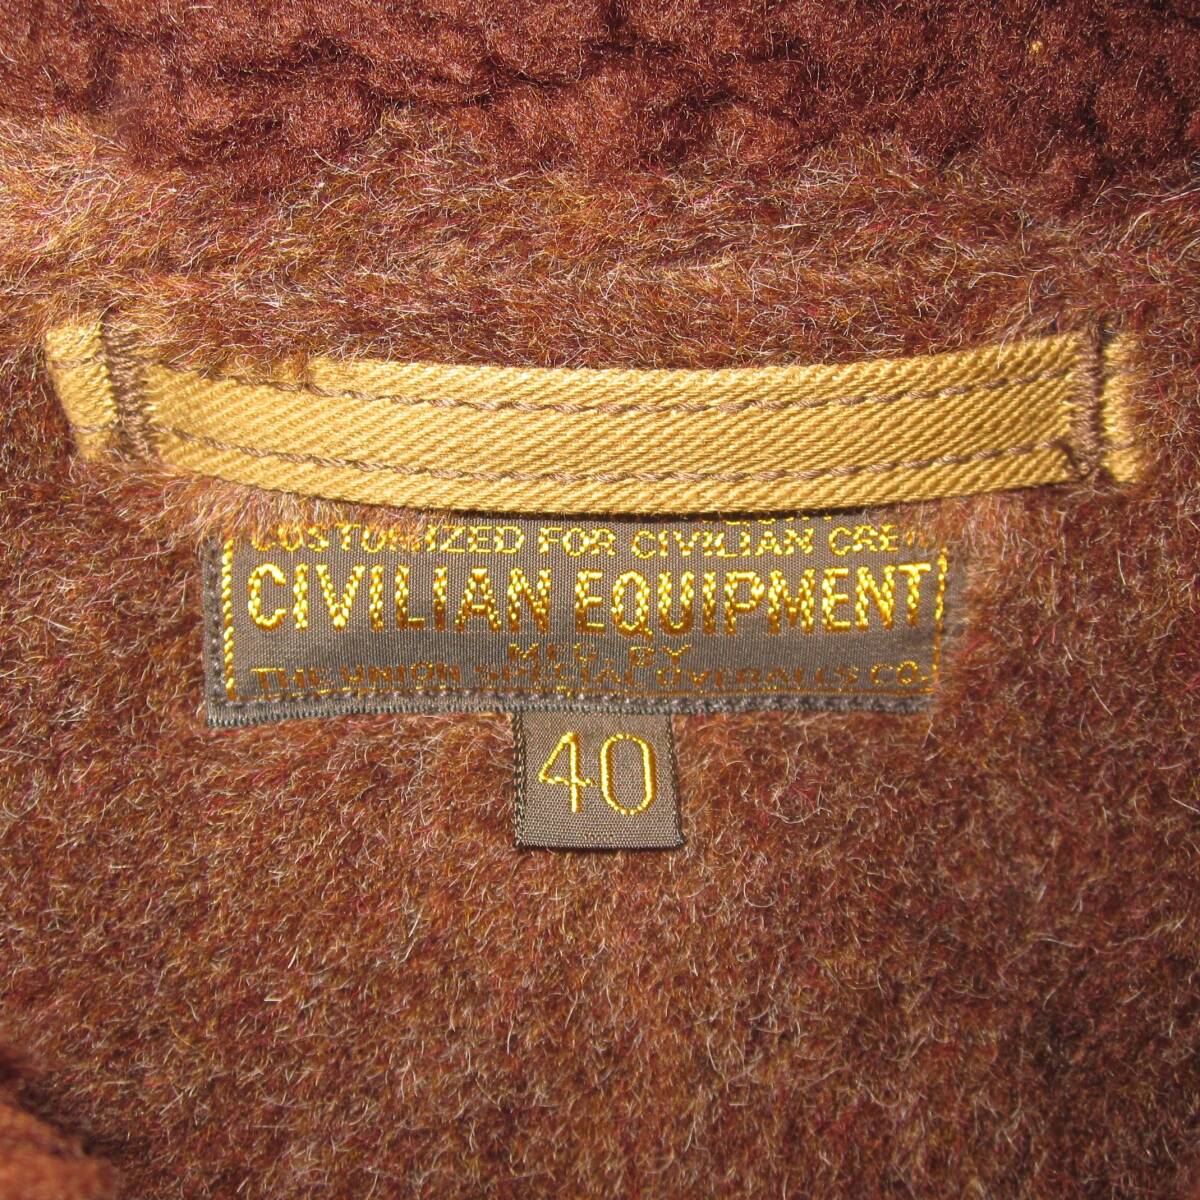 CUSTOMIZED FOR CIVILIAN CREW
CIVILIAN EQUIPMENT
MFG. BY
THE UNION SPECIAL OVERALLS CO.
40